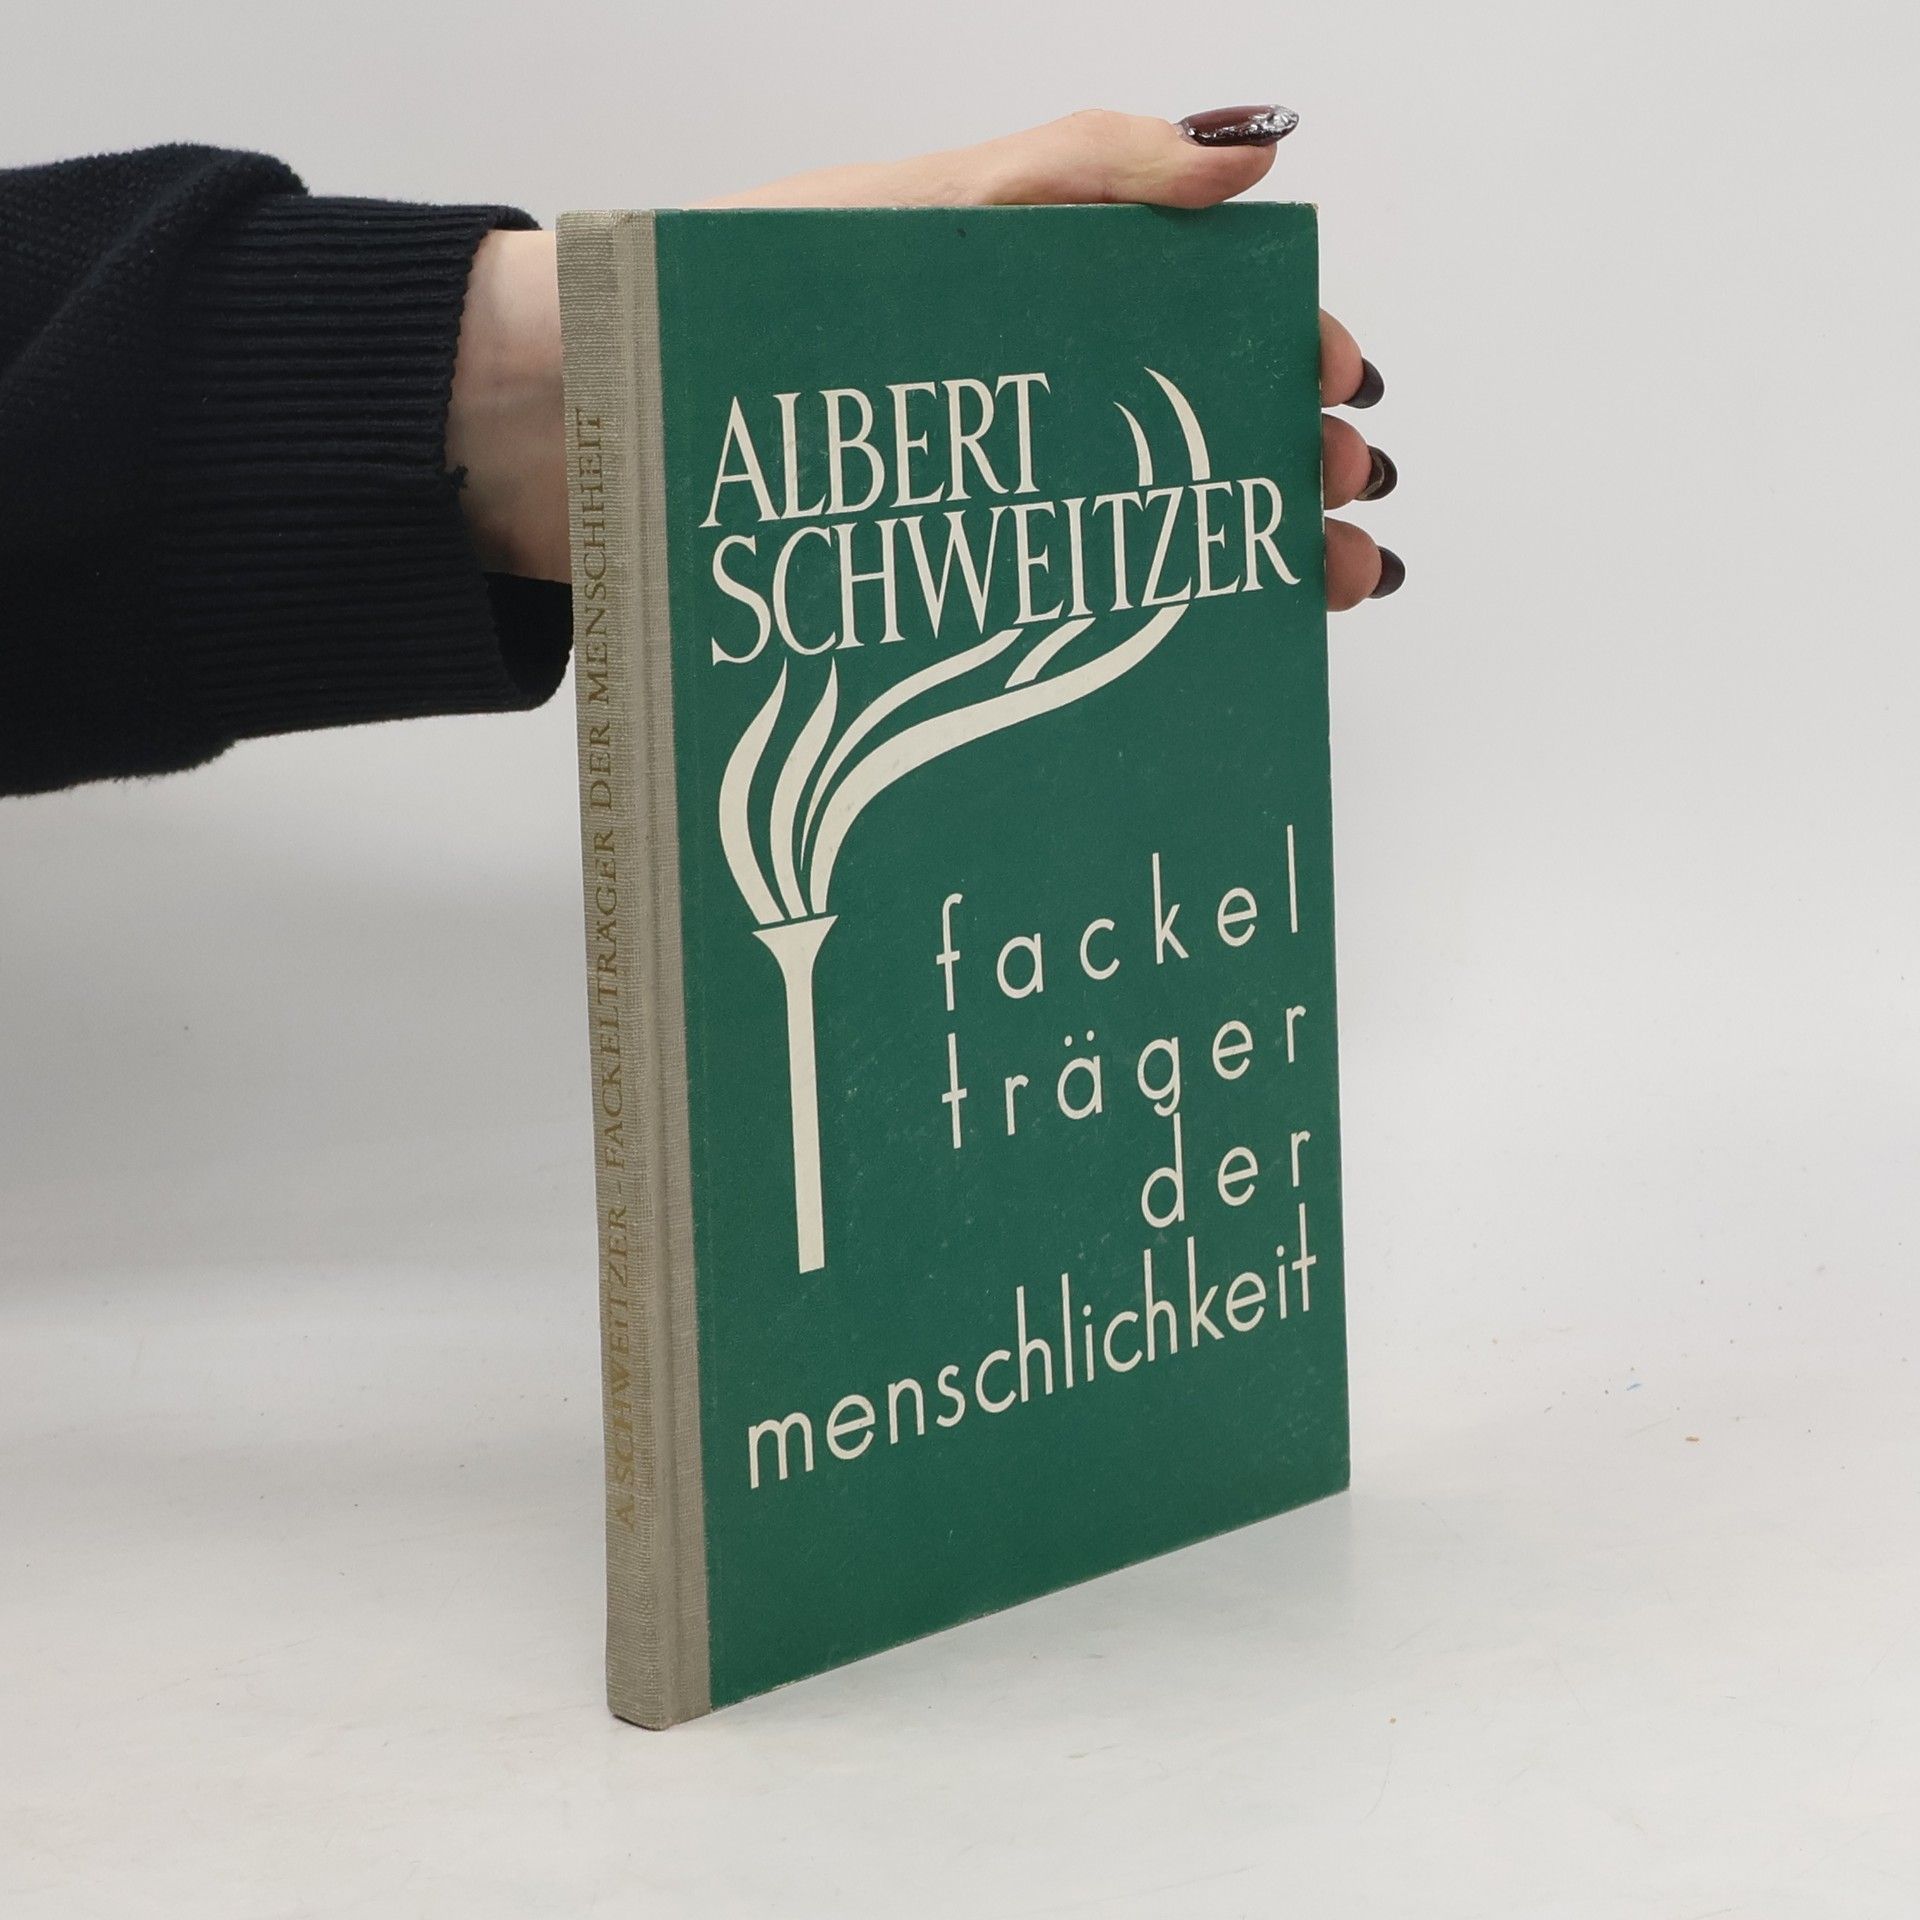 ALBERT
SCHWEITZER
fackel
träger
der
menschlichkeit
A. SCHWEITZER - FACKELTRÄGER DER MENSCHHEIT